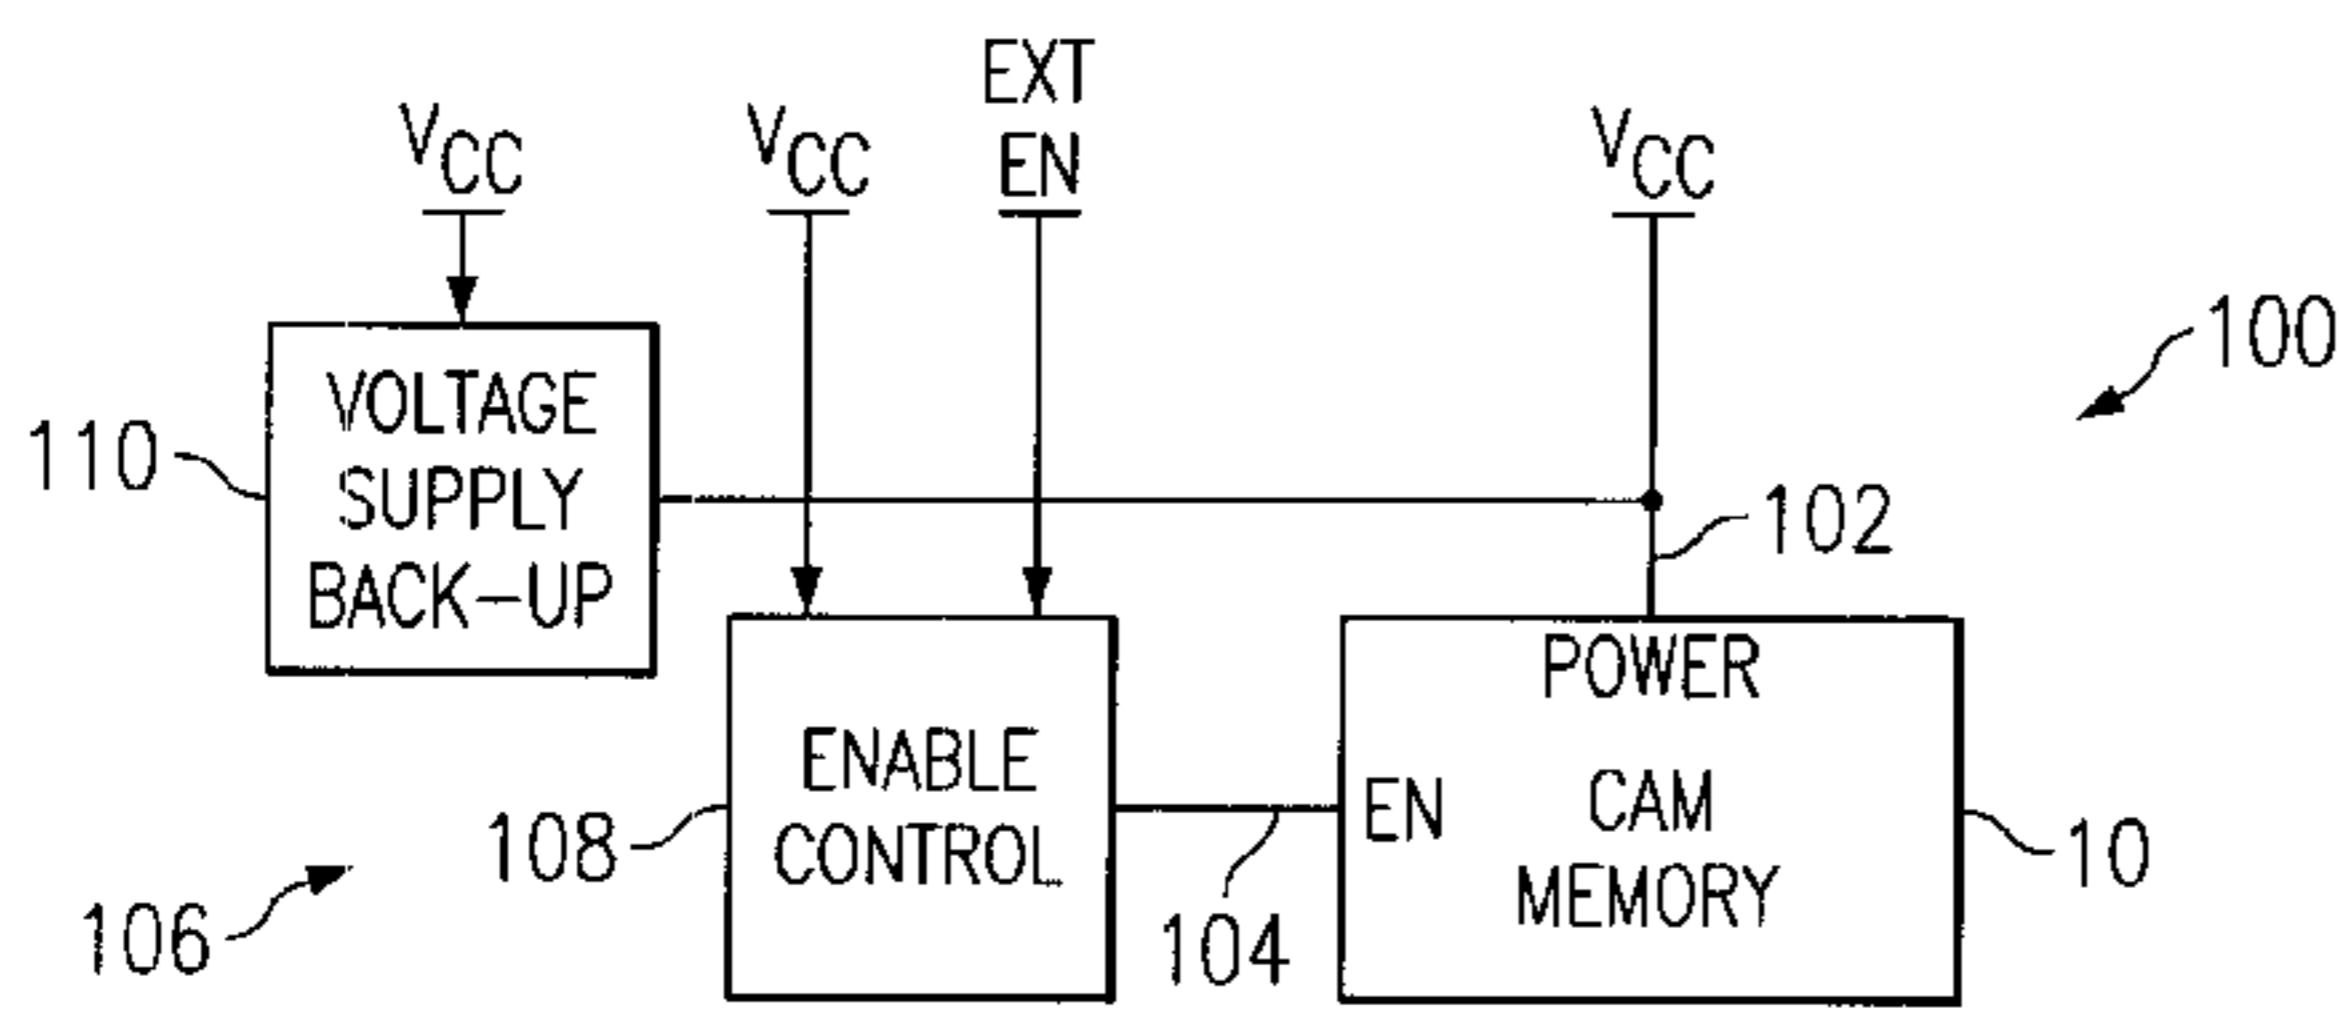 EXT
VCC
VCC
EN
VCC
100
VOLTAGE
SUPPLY
BACK-UP
110
102
POWER
ENABLE
CONTROL
EN
CAM
MEMORY
108
10
106
104